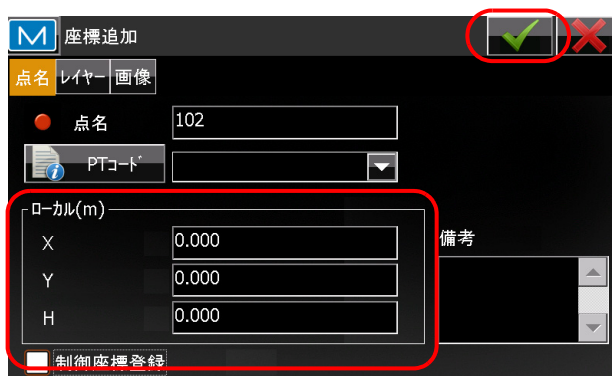 M 座標追加
点名 レイヤー 画像
点名 102
PTコード
ローカル(m)
X 0.000
Y 0.000
H 0.000
備考
制御座標登録